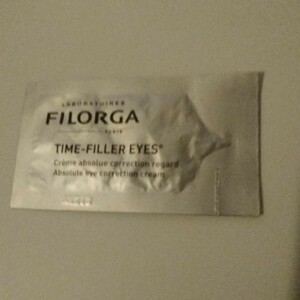 LABORATOIRES
FILORGA
PARIS
TIME-FILLER EYES®
Crème absolue correction regard
Absolute eye correction cream